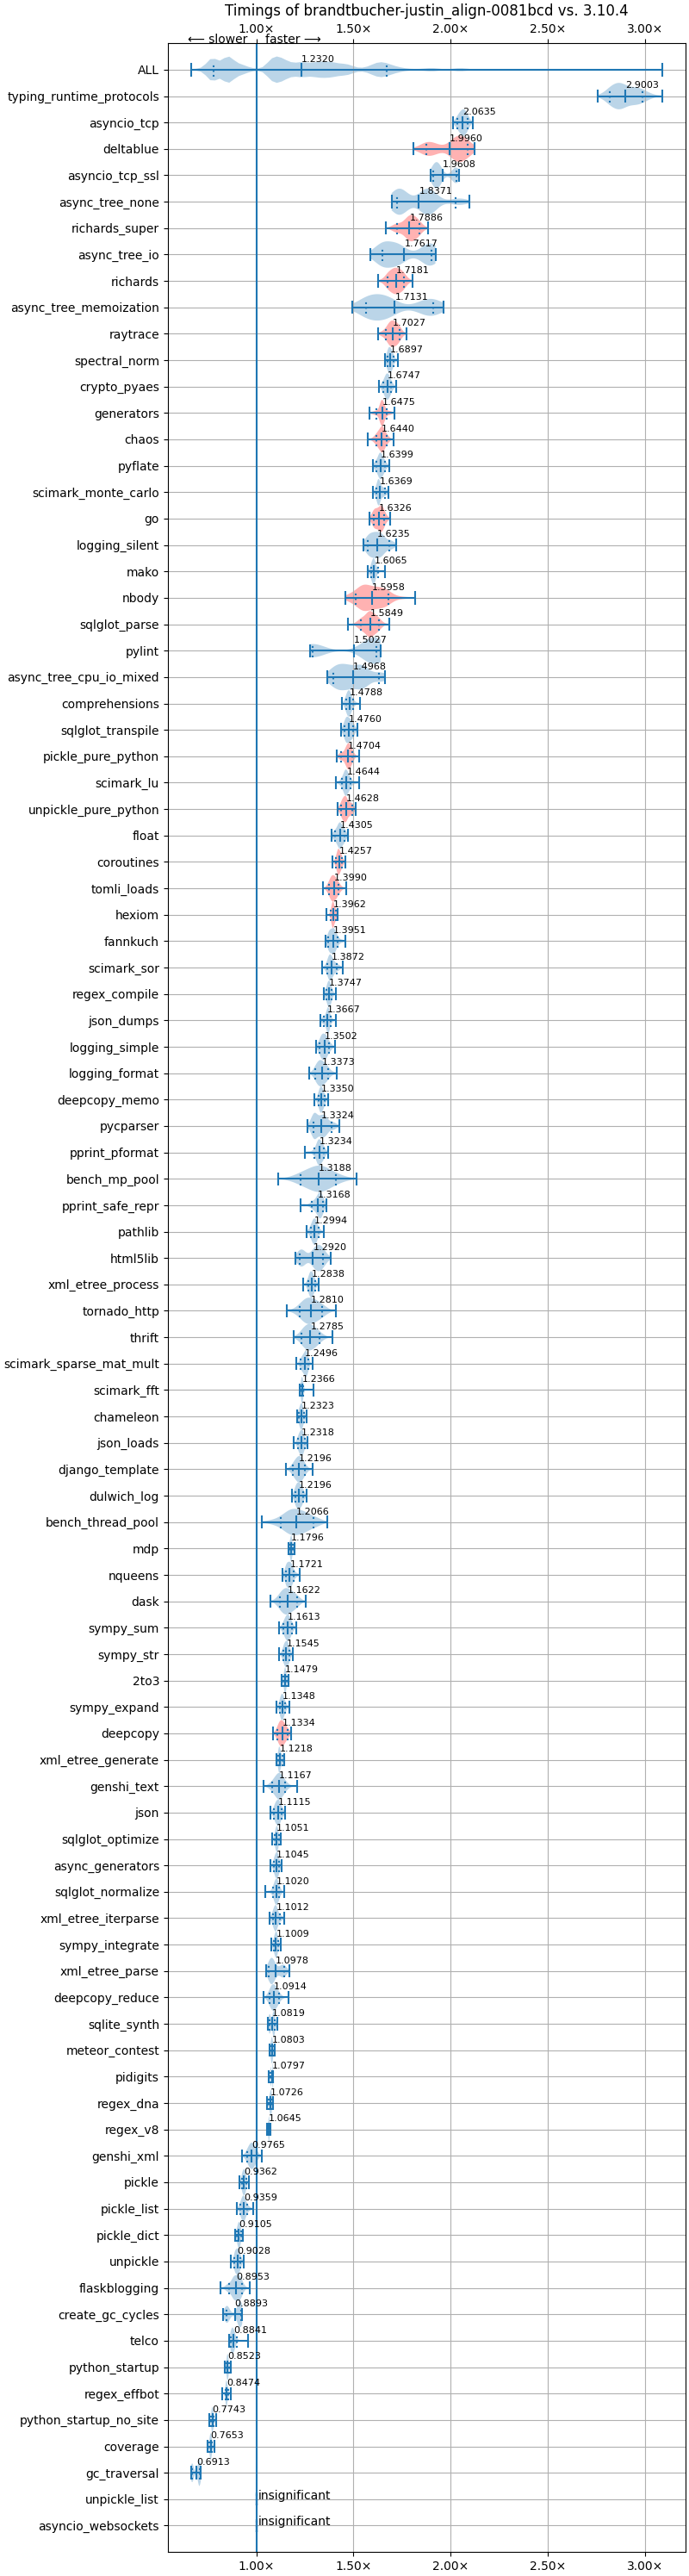 Timings of brandtbucher-justin_align-0081bcd vs. 3.10.4
1.00× 1.50× 2.00× 2.50× 3.00×
⟵ slower faster ⟶
ALL 1.2320
typing_runtime_protocols 2.9003
asyncio_tcp 2.0635
deltablue 1.9960
asyncio_tcp_ssl 1.9608
async_tree_none 1.8371
richards_super 1.7886
async_tree_io 1.7617
richards 1.7181
async_tree_memoization 1.7131
raytrace 1.7027
spectral_norm 1.6897
crypto_pyaes 1.6747
generators 1.6475
chaos 1.6440
pyflate 1.6399
scimark_monte_carlo 1.6369
go 1.6326
logging_silent 1.6235
mako 1.6065
nbody 1.5958
sqlglot_parse 1.5849
pylint 1.5027
async_tree_cpu_io_mixed 1.4968
comprehensions 1.4788
sqlglot_transpile 1.4760
pickle_pure_python 1.4704
scimark_lu 1.4644
unpickle_pure_python 1.4628
float 1.4305
coroutines 1.4257
tomli_loads 1.3990
hexiom 1.3962
fannkuch 1.3951
scimark_sor 1.3872
regex_compile 1.3747
json_dumps 1.3667
logging_simple 1.3502
logging_format 1.3373
deepcopy_memo 1.3350
pycparser 1.3324
pprint_pformat 1.3234
bench_mp_pool 1.3188
pprint_safe_repr 1.3168
pathlib 1.2994
html5lib 1.2920
xml_etree_process 1.2838
tornado_http 1.2810
thrift 1.2785
scimark_sparse_mat_mult 1.2496
scimark_fft 1.2366
chameleon 1.2323
json_loads 1.2318
django_template 1.2196
dulwich_log 1.2196
bench_thread_pool 1.2066
mdp 1.1796
nqueens 1.1721
dask 1.1622
sympy_sum 1.1613
sympy_str 1.1545
2to3 1.1479
sympy_expand 1.1348
deepcopy 1.1334
xml_etree_generate 1.1218
genshi_text 1.1167
json 1.1115
sqlglot_optimize 1.1051
async_generators 1.1045
sqlglot_normalize 1.1020
xml_etree_iterparse 1.1012
sympy_integrate 1.1009
xml_etree_parse 1.0978
deepcopy_reduce 1.0914
sqlite_synth 1.0819
meteor_contest 1.0803
pidigits 1.0797
regex_dna 1.0726
regex_v8 1.0645
genshi_xml 0.9765
pickle 0.9362
pickle_list 0.9359
pickle_dict 0.9105
unpickle 0.9028
flaskblogging 0.8953
create_gc_cycles 0.8893
telco 0.8841
python_startup 0.8523
regex_effbot 0.8474
python_startup_no_site 0.7743
coverage 0.7653
gc_traversal 0.6913
unpickle_list insignificant
asyncio_websockets insignificant
1.00× 1.50× 2.00× 2.50× 3.00×